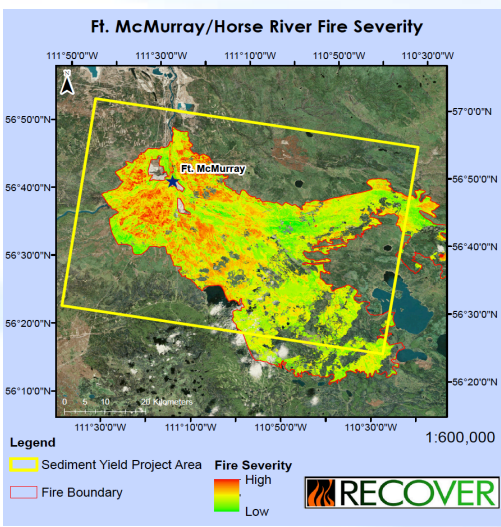 Ft. McMurray/Horse River Fire Severity
111°50'0"W 111°30'0"W 111°10'0"W 110°50'0"W 110°30'0"W
N
57°0'0"N
56°50'0"N
Ft. McMurray
56°50'0"N
56°40'0"N
56°40'0"N
56°30'0"N
56°30'0"N
56°20'0"N
56°20'0"N
56°10'0"N
0 5 10 20 Kilometers
111°30'0"W 111°10'0"W 110°50'0"W 110°30'0"W
1:600,000
Legend
Sediment Yield Project Area
Fire Boundary
Fire Severity
High
Low
RECOVER